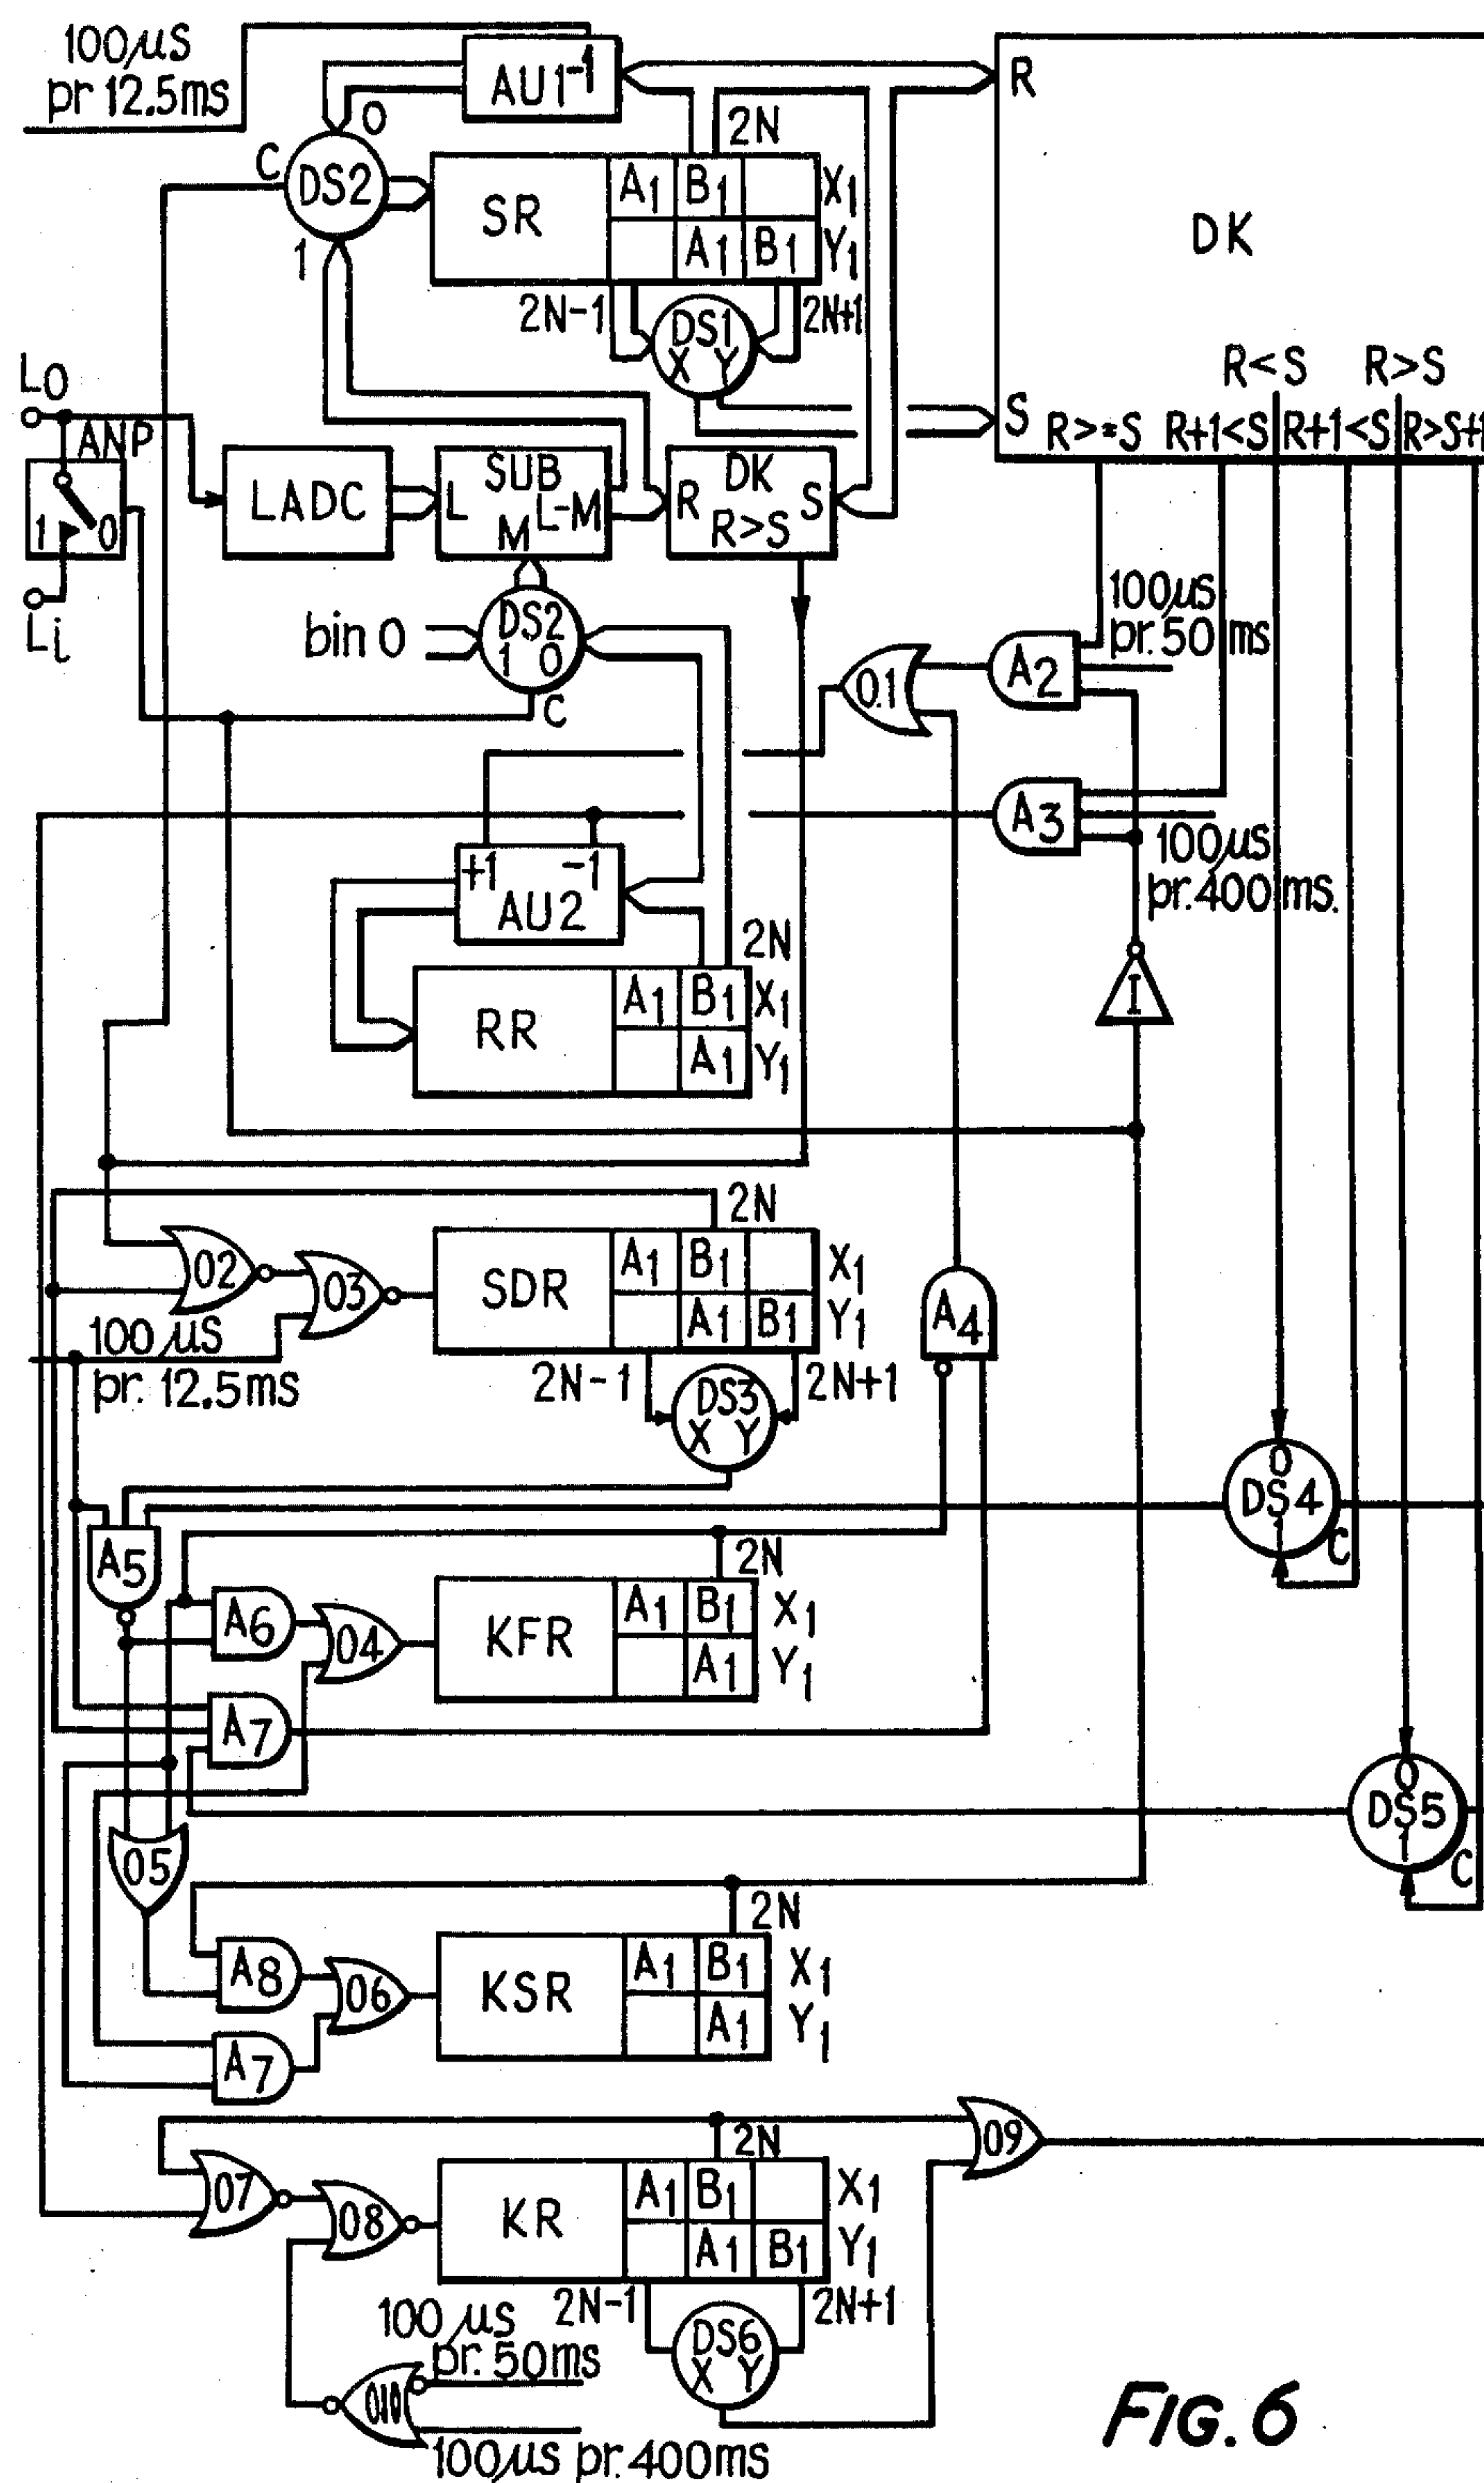 100µs
pr 12.5ms
AU1 -1
R
0
2N
C
DS2
SR
A1 B1
X1
A1 B1
Y1
1
DK
2N-1
DS1
X Y
2N+1
L0
R<S R>S
ANP
S
R>=S R+1<S R+1<S R>S+1
1 0
LADC
L SUB
M L-M
R DK S
R>S
Li
bin 0
DS2
1 0
C
0.1
A2
100µs
pr. 50 ms
A3
100µs
pr. 400 ms.
+1 -1
AU2
2N
RR
A1 B1
X1
A1
Y1
I
2N
02
03
SDR
A1 B1
X1
A1 B1
Y1
A4
100 µs
pr. 12.5ms
2N-1
DS3
X Y
2N+1
0
DS4
1
C
A5
2N
A6
04
KFR
A1 B1
X1
A1
Y1
A7
0
DS5
1
C
05
2N
A8
06
KSR
A1 B1
X1
A1
Y1
A7
2N
09
07
08
KR
A1 B1
X1
A1 B1
Y1
2N-1
DS6
X Y
2N+1
100 µs
pr. 50ms
010
100µs pr. 400ms
FIG. 6